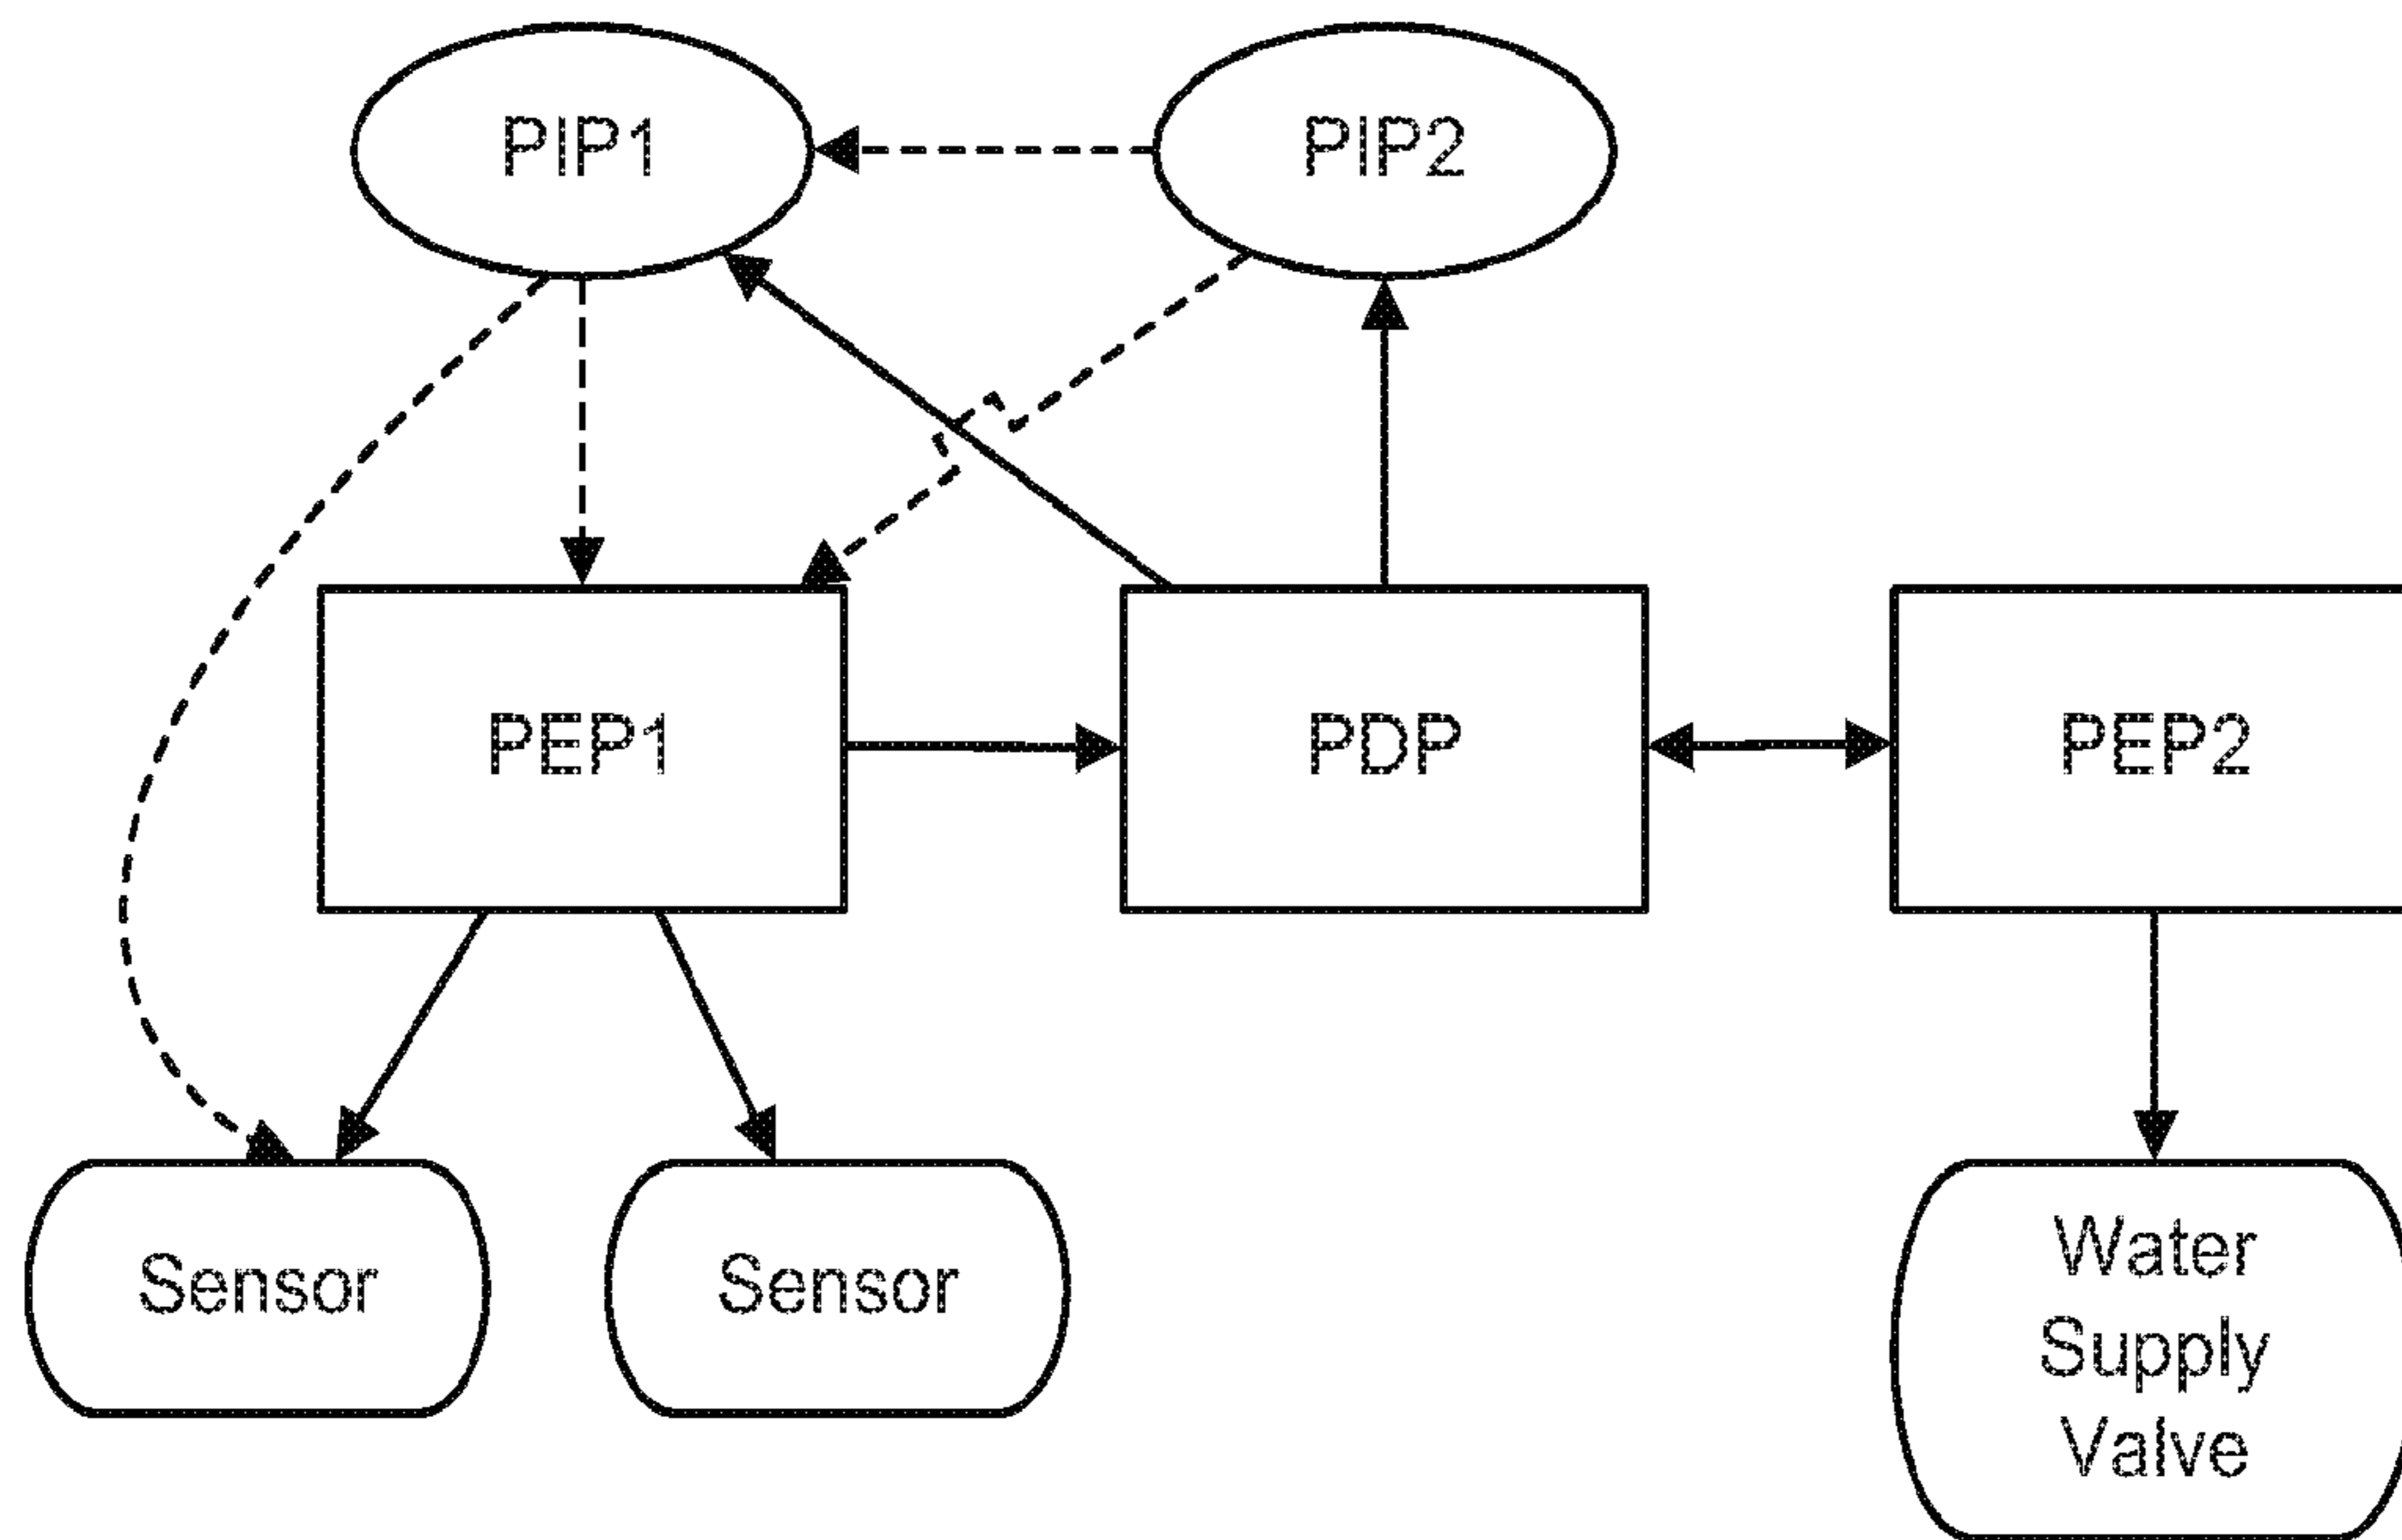 PIP1
PIP2
PEP1
PDP
PEP2
Sensor
Sensor
Water
Supply
Valve